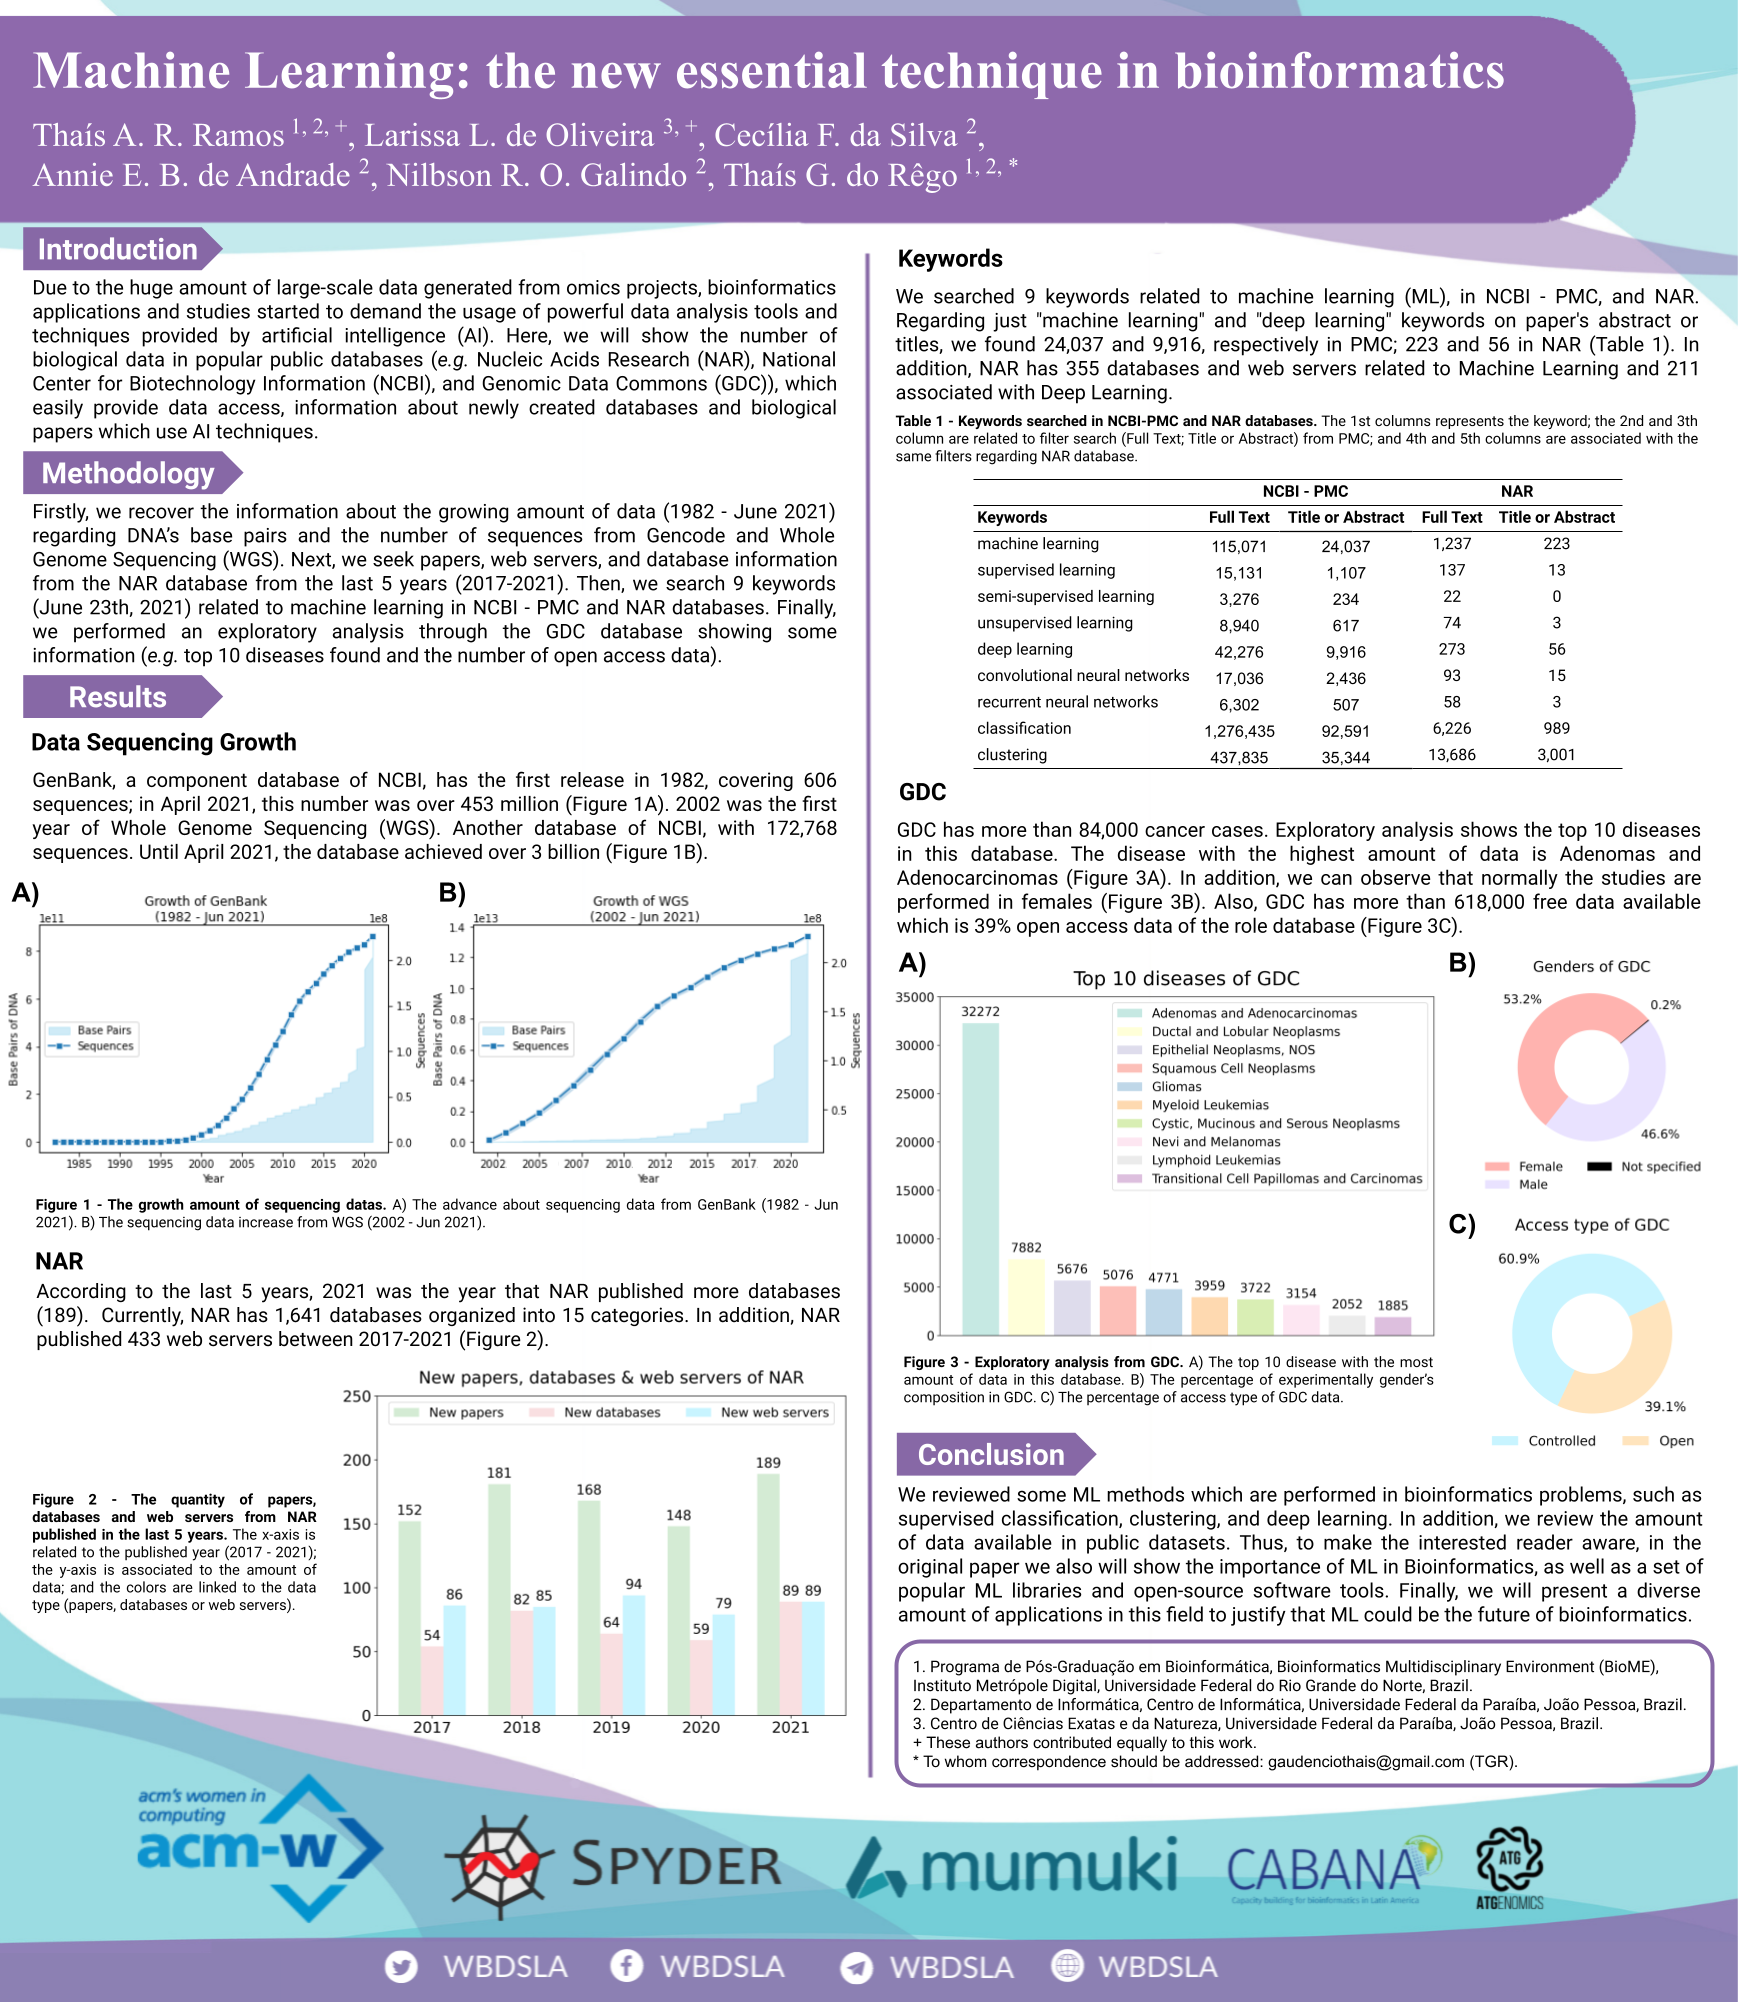 Machine Learning: the new essential technique in bioinformatics
Thaís A. R. Ramos 1, 2, +, Larissa L. de Oliveira 3, +, Cecília F. da Silva 2,
Annie E. B. de Andrade 2, Nilbson R. O. Galindo 2, Thaís G. do Rêgo 1, 2, *
Introduction
Due to the huge amount of large-scale data generated from omics projects, bioinformatics
applications and studies started to demand the usage of powerful data analysis tools and
techniques provided by artificial intelligence (AI). Here, we will show the number of
biological data in popular public databases (e.g. Nucleic Acids Research (NAR), National
Center for Biotechnology Information (NCBI), and Genomic Data Commons (GDC)), which
easily provide data access, information about newly created databases and biological
papers which use AI techniques.
Methodology
Firstly, we recover the information about the growing amount of data (1982 - June 2021)
regarding DNA’s base pairs and the number of sequences from Gencode and Whole
Genome Sequencing (WGS). Next, we seek papers, web servers, and database information
from the NAR database from the last 5 years (2017-2021). Then, we search 9 keywords
(June 23th, 2021) related to machine learning in NCBI - PMC and NAR databases. Finally,
we performed an exploratory analysis through the GDC database showing some
information (e.g. top 10 diseases found and the number of open access data).
Results
Data Sequencing Growth
GenBank, a component database of NCBI, has the first release in 1982, covering 606
sequences; in April 2021, this number was over 453 million (Figure 1A). 2002 was the first
year of Whole Genome Sequencing (WGS). Another database of NCBI, with 172,768
sequences. Until April 2021, the database achieved over 3 billion (Figure 1B).
A)
Growth of GenBank
(1982 - Jun 2021)
1e11 1e8
8
6
4
2
0
2.0
1.5
1.0
0.5
0.0
Base Pairs of DNA
Sequences
Base Pairs
Sequences
1985 1990 1995 2000 2005 2010 2015 2020
Year
B)
Growth of WGS
(2002 - Jun 2021)
1e13 1e8
1.4
1.2
1.0
0.8
0.6
0.4
0.2
0.0
2.0
1.0
0.5
Base Pairs of DNA
Sequences
Base Pairs
Sequences
2002 2005 2007 2010 2012 2015 2017 2020
Year
Figure 1 - The growth amount of sequencing datas. A) The advance about sequencing data from GenBank (1982 - Jun
2021). B) The sequencing data increase from WGS (2002 - Jun 2021).
NAR
According to the last 5 years, 2021 was the year that NAR published more databases
(189). Currently, NAR has 1,641 databases organized into 15 categories. In addition, NAR
published 433 web servers between 2017-2021 (Figure 2).
Figure 2 - The quantity of papers,
databases and web servers from NAR
published in the last 5 years. The x-axis is
related to the published year (2017 - 2021);
the y-axis is associated to the amount of
data; and the colors are linked to the data
type (papers, databases or web servers).
New papers, databases & web servers of NAR
New papers New databases New web servers
250
200
150
100
50
0
152 54 86
181 82 85
168 64 94
148 59 79
189 89 89
2017 2018 2019 2020 2021
Keywords
We searched 9 keywords related to machine learning (ML), in NCBI - PMC, and NAR.
Regarding just "machine learning" and "deep learning" keywords on paper's abstract or
titles, we found 24,037 and 9,916, respectively in PMC; 223 and 56 in NAR (Table 1). In
addition, NAR has 355 databases and web servers related to Machine Learning and 211
associated with Deep Learning.
Table 1 - Keywords searched in NCBI-PMC and NAR databases. The 1st columns represents the keyword; the 2nd and 3th
column are related to filter search (Full Text; Title or Abstract) from PMC; and 4th and 5th columns are associated with the
same filters regarding NAR database.
NCBI - PMC NAR
Keywords Full Text Title or Abstract Full Text Title or Abstract
machine learning 115,071 24,037 1,237 223
supervised learning 15,131 1,107 137 13
semi-supervised learning 3,276 234 22 0
unsupervised learning 8,940 617 74 3
deep learning 42,276 9,916 273 56
convolutional neural networks 17,036 2,436 93 15
recurrent neural networks 6,302 507 58 3
classification 1,276,435 92,591 6,226 989
clustering 437,835 35,344 13,686 3,001
GDC
GDC has more than 84,000 cancer cases. Exploratory analysis shows the top 10 diseases
in this database. The disease with the highest amount of data is Adenomas and
Adenocarcinomas (Figure 3A). In addition, we can observe that normally the studies are
performed in females (Figure 3B). Also, GDC has more than 618,000 free data available
which is 39% open access data of the role database (Figure 3C).
A)
Top 10 diseases of GDC
35000
30000
25000
20000
15000
10000
5000
0
32272
7882
5676
5076
4771
3959
3722
3154
2052
1885
Adenomas and Adenocarcinomas
Ductal and Lobular Neoplasms
Epithelial Neoplasms, NOS
Squamous Cell Neoplasms
Gliomas
Myeloid Leukemias
Cystic, Mucinous and Serous Neoplasms
Nevi and Melanomas
Lymphoid Leukemias
Transitional Cell Papillomas and Carcinomas
B)
Genders of GDC
53.2%
0.2%
46.6%
Female Not specified
Male
C)
Access type of GDC
60.9%
39.1%
Controlled Open
Figure 3 - Exploratory analysis from GDC. A) The top 10 disease with the most
amount of data in this database. B) The percentage of experimentally gender’s
composition in GDC. C) The percentage of access type of GDC data.
Conclusion
We reviewed some ML methods which are performed in bioinformatics problems, such as
supervised classification, clustering, and deep learning. In addition, we review the amount
of data available in public datasets. Thus, to make the interested reader aware, in the
original paper we also will show the importance of ML in Bioinformatics, as well as a set of
popular ML libraries and open-source software tools. Finally, we will present a diverse
amount of applications in this field to justify that ML could be the future of bioinformatics.
1. Programa de Pós-Graduação em Bioinformática, Bioinformatics Multidisciplinary Environment (BioME),
Instituto Metrópole Digital, Universidade Federal do Rio Grande do Norte, Brazil.
2. Departamento de Informática, Centro de Informática, Universidade Federal da Paraíba, João Pessoa, Brazil.
3. Centro de Ciências Exatas e da Natureza, Universidade Federal da Paraíba, João Pessoa, Brazil.
+ These authors contributed equally to this work.
* To whom correspondence should be addressed: gaudenciothais@gmail.com (TGR).
acm's women in
computing
acm-w
SPYDER
mumuki
CABANA
Capacity building for bioinformatics in Latin America
ATG
ATGENOMICS
WBDSLA WBDSLA WBDSLA WBDSLA